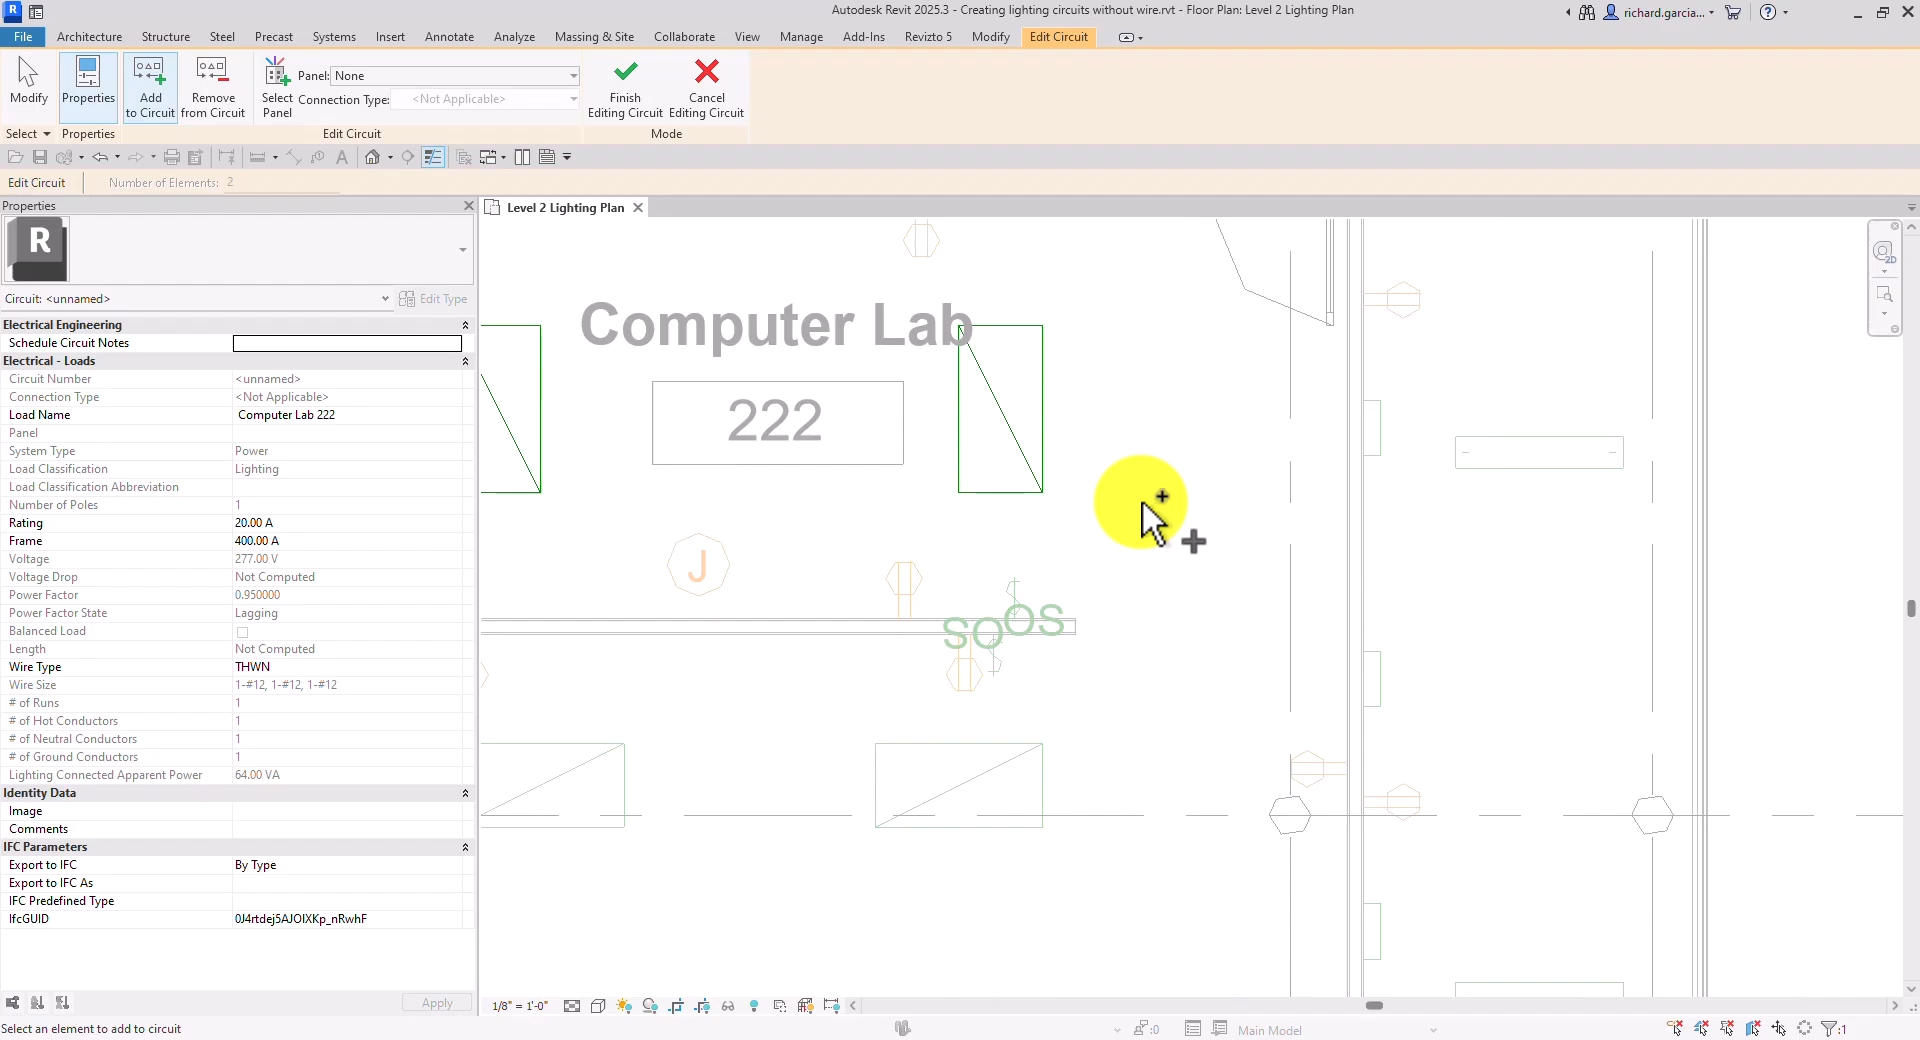 R
Autodesk Revit 2025.3 - Creating lighting circuits without wire.rvt - Floor Plan: Level 2 Lighting Plan
richard.garcia...
File Architecture Structure Steel Precast Systems Insert Annotate Analyze Massing & Site Collaborate View Manage Add-Ins Revizto 5 Modify Edit Circuit
Modify
Properties
Add
to Circuit
Remove
from Circuit
Select
Panel
Panel: None
Connection Type: <Not Applicable>
Finish
Editing Circuit
Cancel
Editing Circuit
Select Properties Edit Circuit Mode
Edit Circuit Number of Elements: 2
Properties
Level 2 Lighting Plan
R
Circuit: <unnamed> Edit Type
Electrical Engineering
Schedule Circuit Notes
Electrical - Loads
Circuit Number <unnamed>
Connection Type <Not Applicable>
Load Name Computer Lab 222
Panel
System Type Power
Load Classification Lighting
Load Classification Abbreviation
Number of Poles 1
Rating 20.00 A
Frame 400.00 A
Voltage 277.00 V
Voltage Drop Not Computed
Power Factor 0.950000
Power Factor State Lagging
Balanced Load
Length Not Computed
Wire Type THWN
Wire Size 1-#12, 1-#12, 1-#12
# of Runs 1
# of Hot Conductors 1
# of Neutral Conductors 1
# of Ground Conductors 1
Lighting Connected Apparent Power 64.00 VA
Identity Data
Image
Comments
IFC Parameters
Export to IFC By Type
Export to IFC As
IFC Predefined Type
IfcGUID 0J4rtdej5AJOIXKp_nRwhF
Apply
Computer Lab
222
J
SO
OS
2D
1/8" = 1'-0"
Select an element to add to circuit
:0
Main Model
:1